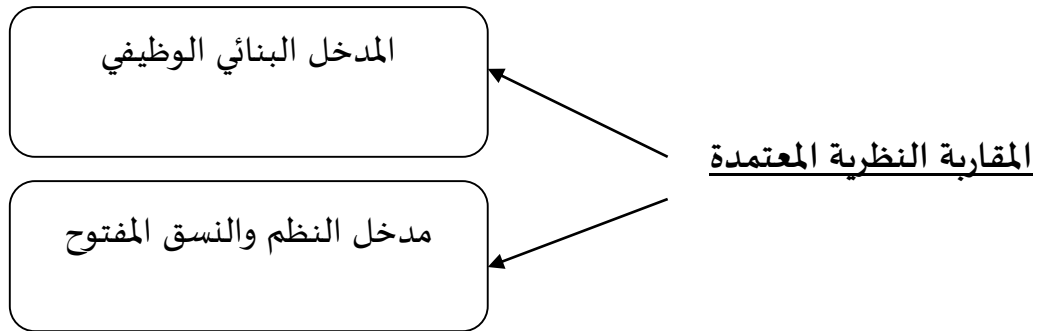 المدخل البنائي الوظيفي
المقاربة النظرية المعتمدة
مدخل النظم والنسق المفتوح